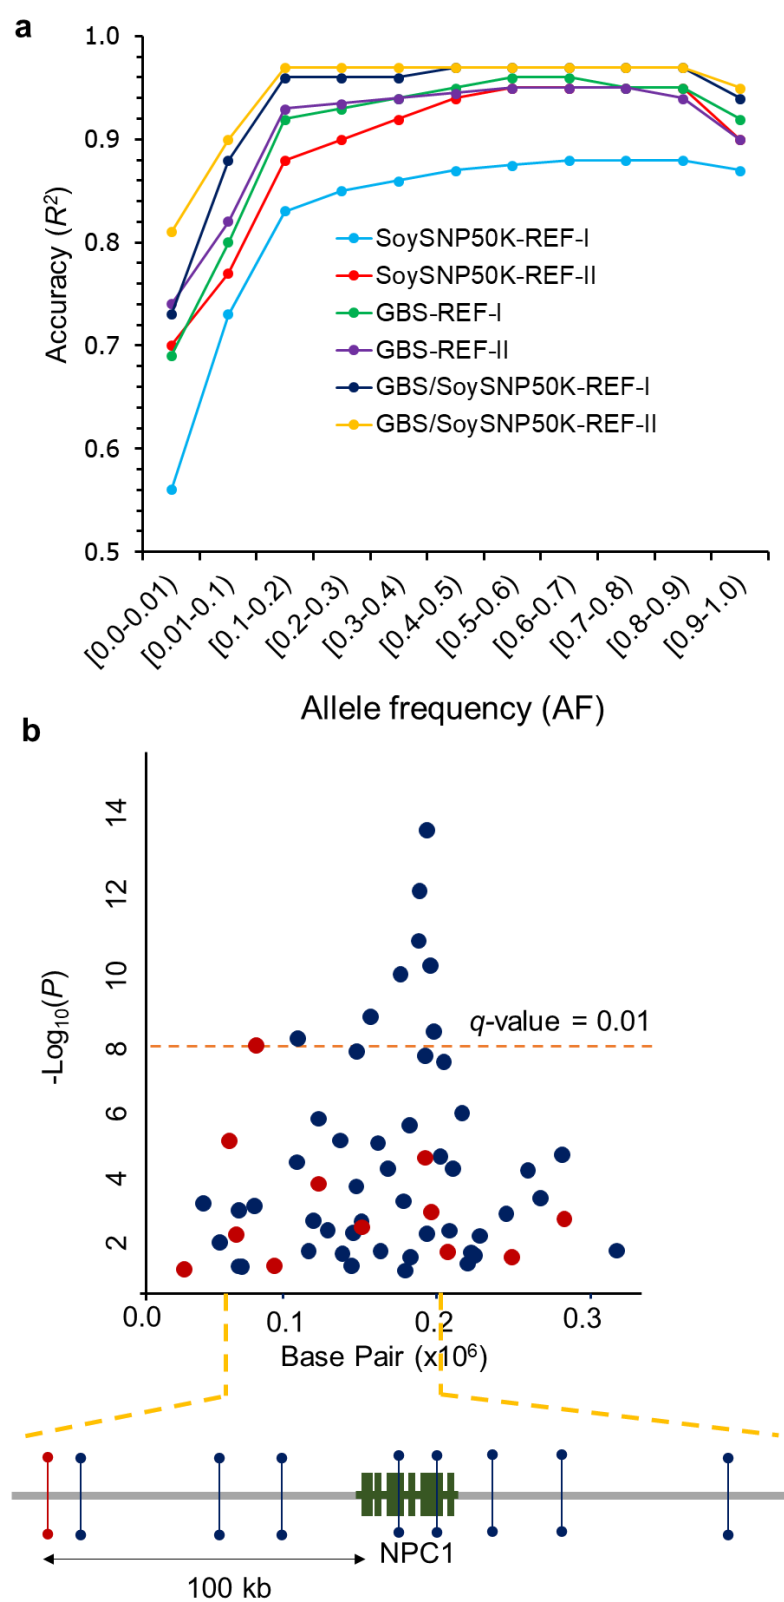 a
1.0
0.9
0.8
0.7
0.6
0.5
Accuracy (R²)
SoySNP50K-REF-I
SoySNP50K-REF-II
GBS-REF-I
GBS-REF-II
GBS/SoySNP50K-REF-I
GBS/SoySNP50K-REF-II
[0.0-0.01)
[0.01-0.1)
[0.1-0.2)
[0.2-0.3)
[0.3-0.4)
[0.4-0.5)
[0.5-0.6)
[0.6-0.7)
[0.7-0.8)
[0.8-0.9)
[0.9-1.0)
Allele frequency (AF)
b
14
12
10
8
6
4
2
-Log₁₀(P)
q-value = 0.01
0.0 0.1 0.2 0.3
Base Pair (x10⁶)
NPC1
100 kb